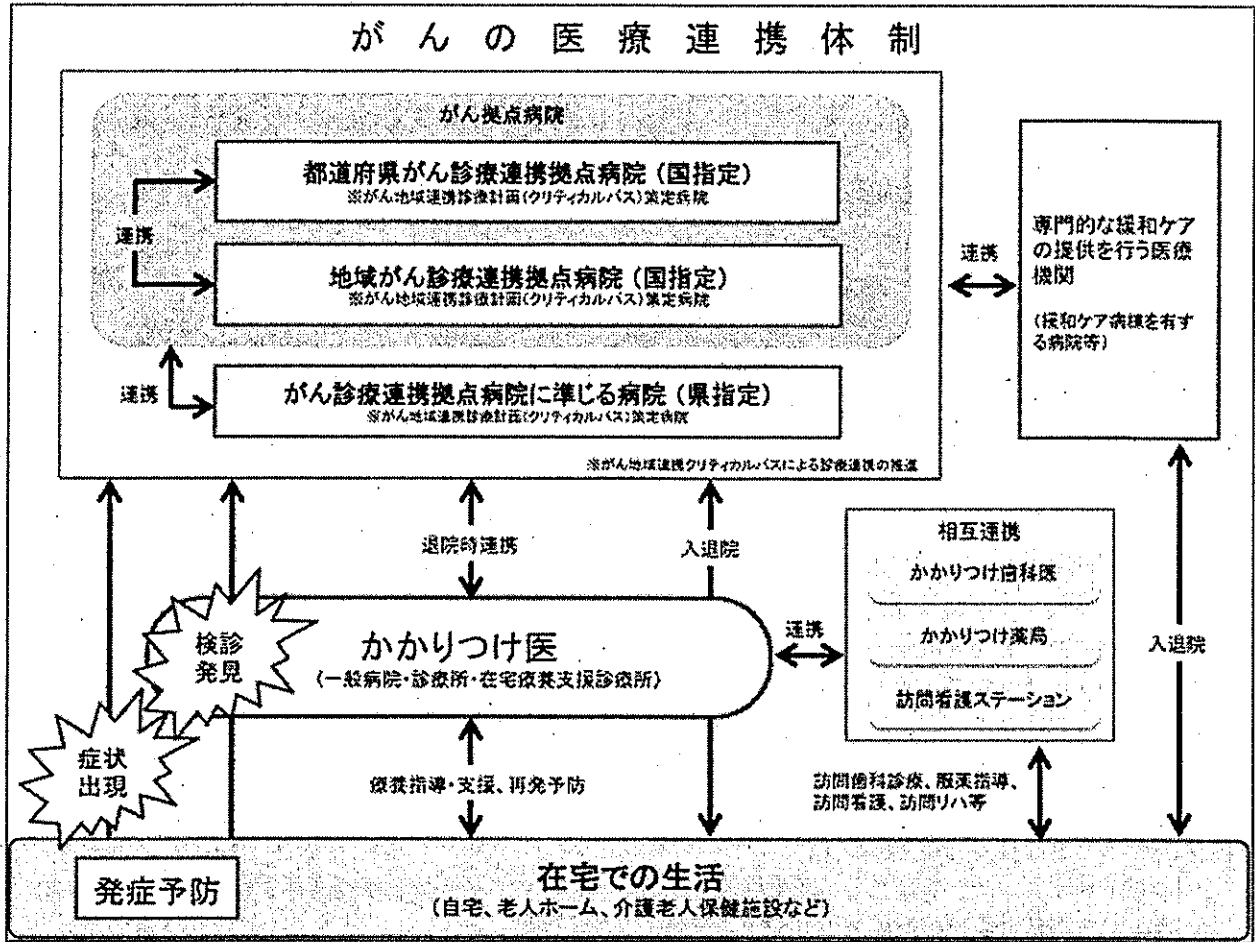 がんの医療連携体制
がん拠点病院
都道府県がん診療連携拠点病院（国指定）
※がん地域連携診療計画（クリティカルパス）策定病院
連携
地域がん診療連携拠点病院（国指定）
※がん地域連携診療計画（クリティカルパス）策定病院
連携
がん診療連携拠点病院に準じる病院（県指定）
※がん地域連携診療計画（クリティカルパス）策定病院
※がん地域連携クリティカルパスによる診療連携の推進
連携
専門的な緩和ケア
の提供を行う医療
機関
（緩和ケア病棟を有す
る病院等）
退院時連携
入退院
相互連携
かかりつけ歯科医
かかりつけ薬局
訪問看護ステーション
検診
発見
かかりつけ医
（一般病院・診療所・在宅療養支援診療所）
連携
入退院
症状
出現
療養指導・支援、再発予防
訪問歯科診療、服薬指導、
訪問看護、訪問リハ等
発症予防
在宅での生活
（自宅、老人ホーム、介護老人保健施設など）